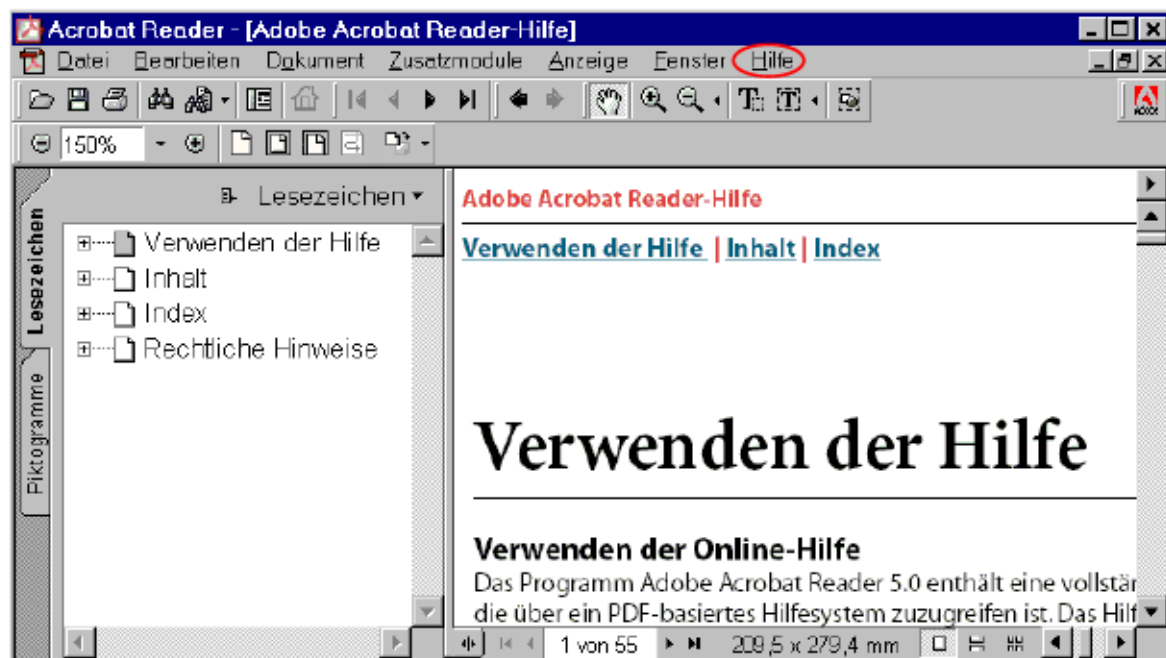 Acrobat Reader - [Adobe Acrobat Reader-Hilfe]
Datei Bearbeiten Dokument Zusatzmodule Anzeige Fenster Hilfe
150%
Lesezeichen
Piktogramme
Lesezeichen
Verwenden der Hilfe
Inhalt
Index
Rechtliche Hinweise
Adobe Acrobat Reader-Hilfe
Verwenden der Hilfe | Inhalt | Index
Verwenden der Hilfe
Verwenden der Online-Hilfe
Das Programm Adobe Acrobat Reader 5.0 enthält eine vollstär
die über ein PDF-basiertes Hilfesystem zuzugreifen ist. Das Hilf
1 von 55 209,5 x 279,4 mm